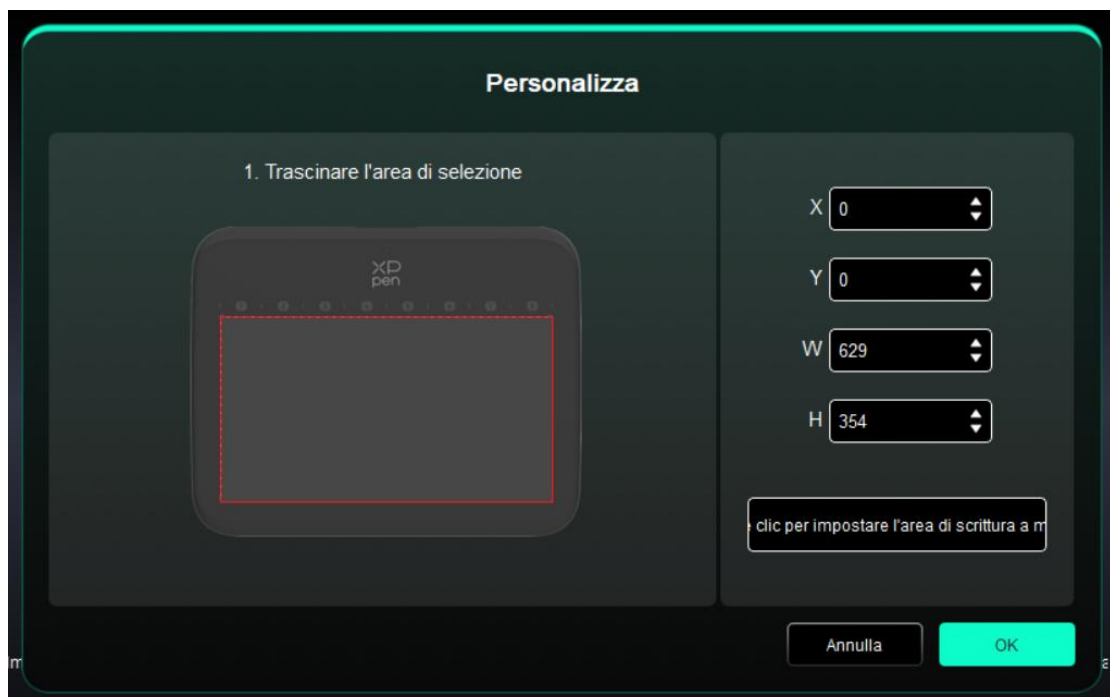 Personalizza
1. Trascinare l'area di selezione
XP
pen
X 0
Y 0
W 629
H 354
clic per impostare l'area di scrittura a m
Annulla
OK